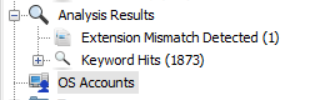 Analysis Results
Extension Mismatch Detected (1)
Keyword Hits (1873)
OS Accounts